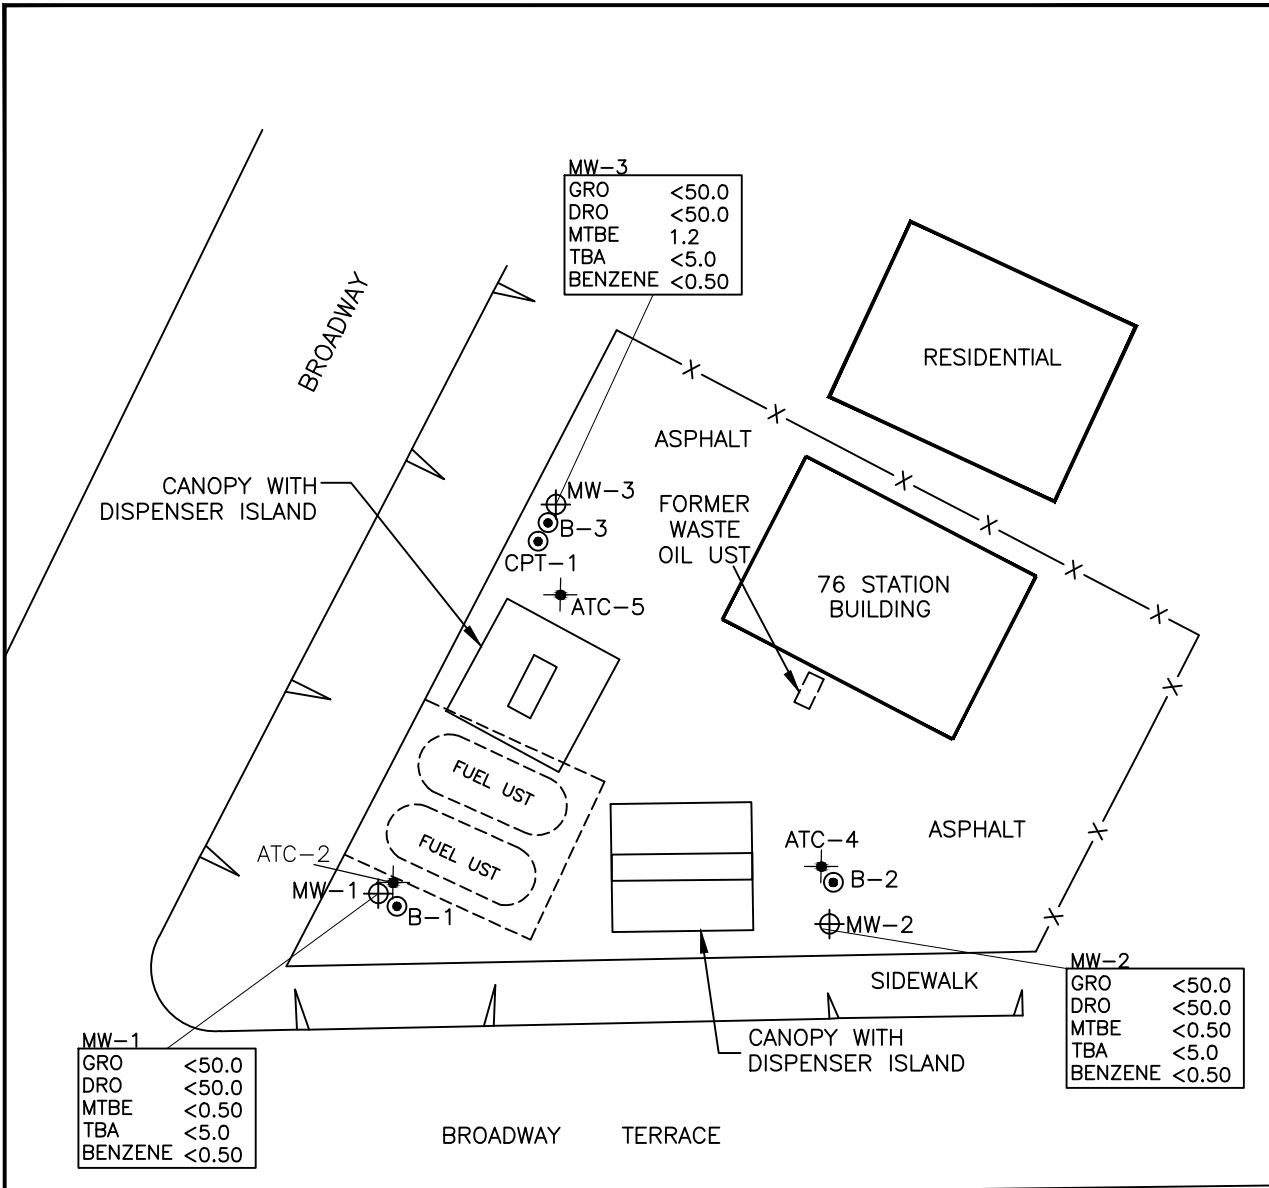 MW-3
GRO <50.0
DRO <50.0
MTBE 1.2
TBA <5.0
BENZENE <0.50
BROADWAY
RESIDENTIAL
ASPHALT
X
X
X
X
X
X
X
X
X
CANOPY WITH
DISPENSER ISLAND
MW-3
B-3
CPT-1
ATC-5
FORMER
WASTE
OIL UST
76 STATION
BUILDING
FUEL UST
FUEL UST
ATC-2
MW-1
B-1
ATC-4
B-2
MW-2
ASPHALT
SIDEWALK
MW-2
GRO <50.0
DRO <50.0
MTBE <0.50
TBA <5.0
BENZENE <0.50
CANOPY WITH
DISPENSER ISLAND
MW-1
GRO <50.0
DRO <50.0
MTBE <0.50
TBA <5.0
BENZENE <0.50
BROADWAY TERRACE